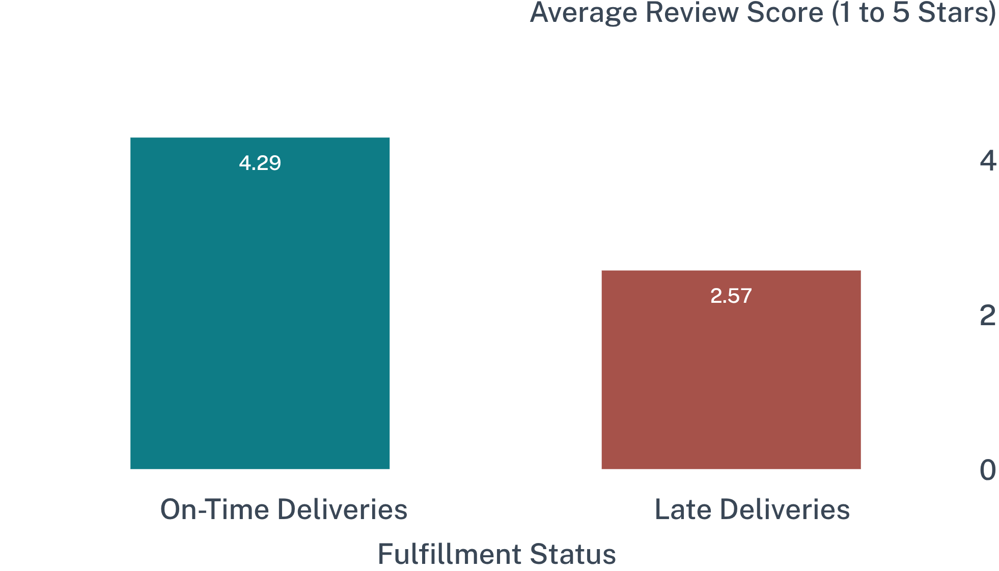 Average Review Score (1 to 5 Stars)
4.29
4
2.57
2
0
On-Time Deliveries
Late Deliveries
Fulfillment Status